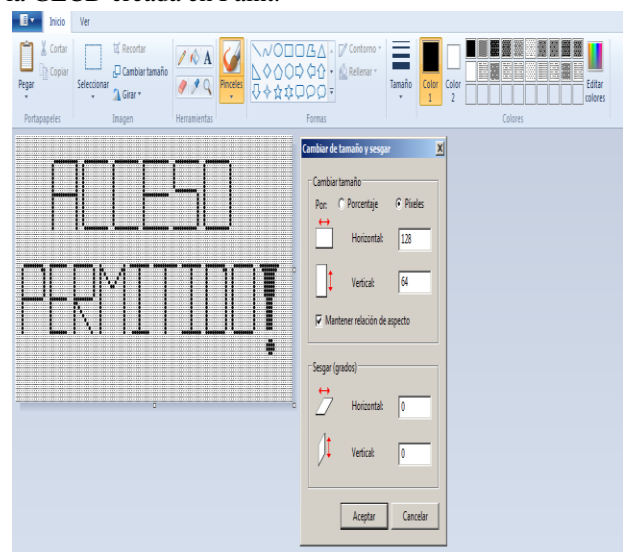 la GLCD creada en Paint.
Inicio Ver
Cortar
Copiar
Pegar
Portapapeles
Recortar
Cambiar tamaño
Girar
Seleccionar
Imagen
A
Herramientas
Pinceles
Contorno
Rellenar
Formas
Tamaño
Color 1
Color 2
Editar colores
Colores
ACCESO
PERMITIDO!
Cambiar de tamaño y sesgar
Cambiar tamaño
Por: Porcentaje Píxeles
Horizontal: 128
Vertical: 64
Mantener relación de aspecto
Sesgar (grados)
Horizontal: 0
Vertical: 0
Aceptar Cancelar